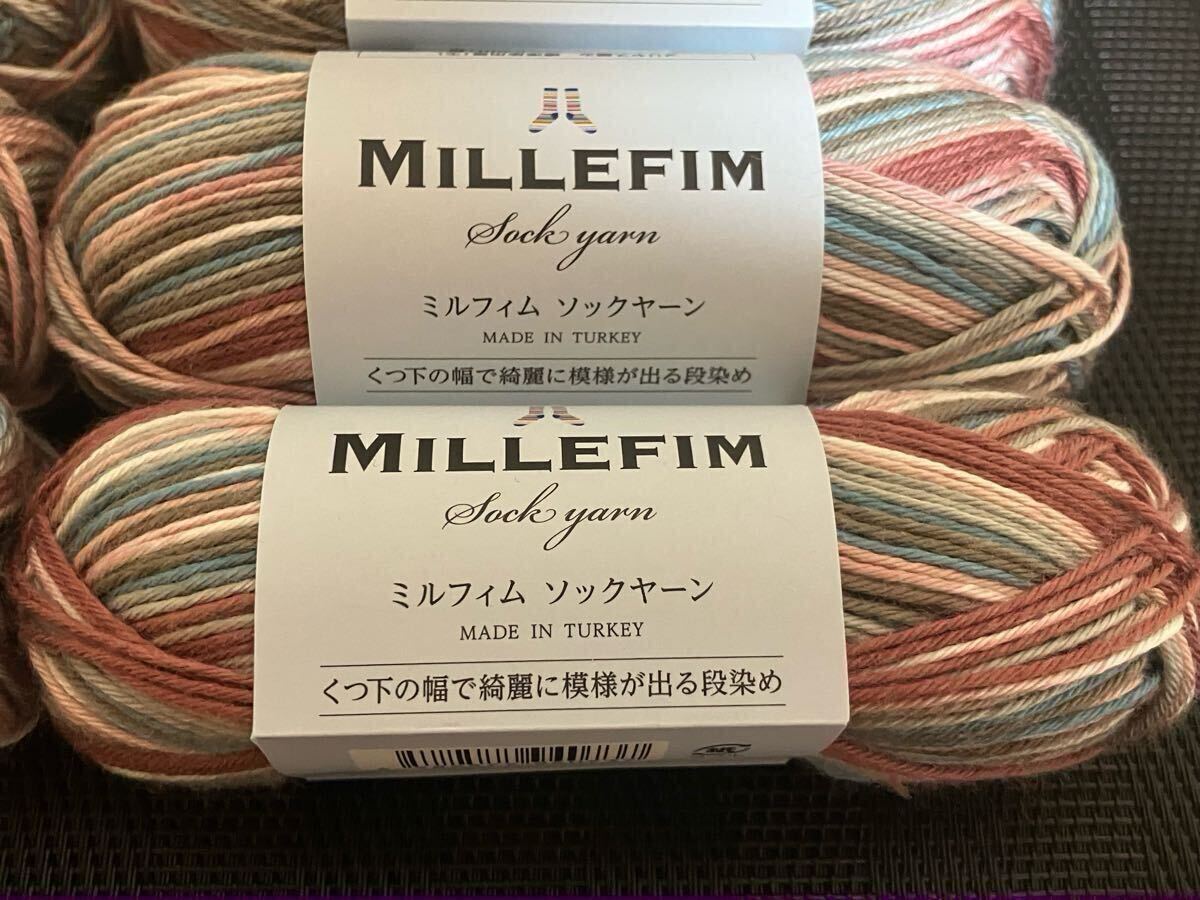 MILLEFIM
Sock yarn
ミルフィム ソックヤーン
MADE IN TURKEY
くつ下の幅で綺麗に模様が出る段染め
MILLEFIM
Sock yarn
ミルフィム ソックヤーン
MADE IN TURKEY
くつ下の幅で綺麗に模様が出る段染め